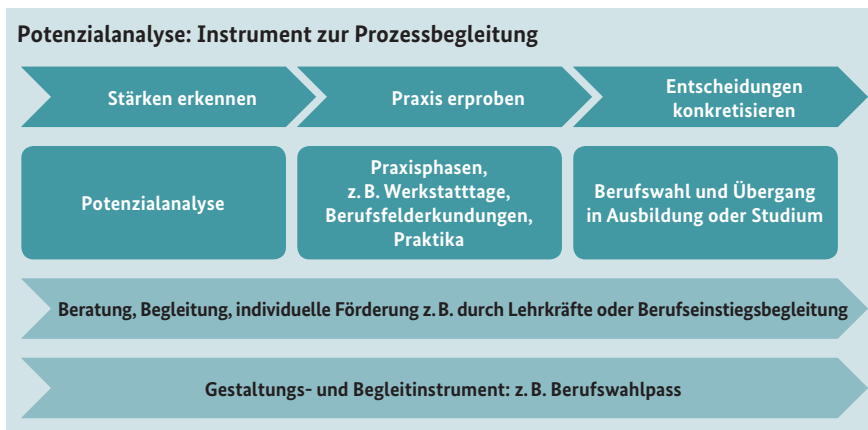 Potenzialanalyse: Instrument zur Prozessbegleitung
Stärken erkennen
Praxis erproben
Entscheidungen
konkretisieren
Potenzialanalyse
Praxisphasen,
z. B. Werkstatttage,
Berufsfelderkundungen,
Praktika
Berufswahl und Übergang
in Ausbildung oder Studium
Beratung, Begleitung, individuelle Förderung z. B. durch Lehrkräfte oder Berufseinstiegsbegleitung
Gestaltungs- und Begleitinstrument: z. B. Berufswahlpass